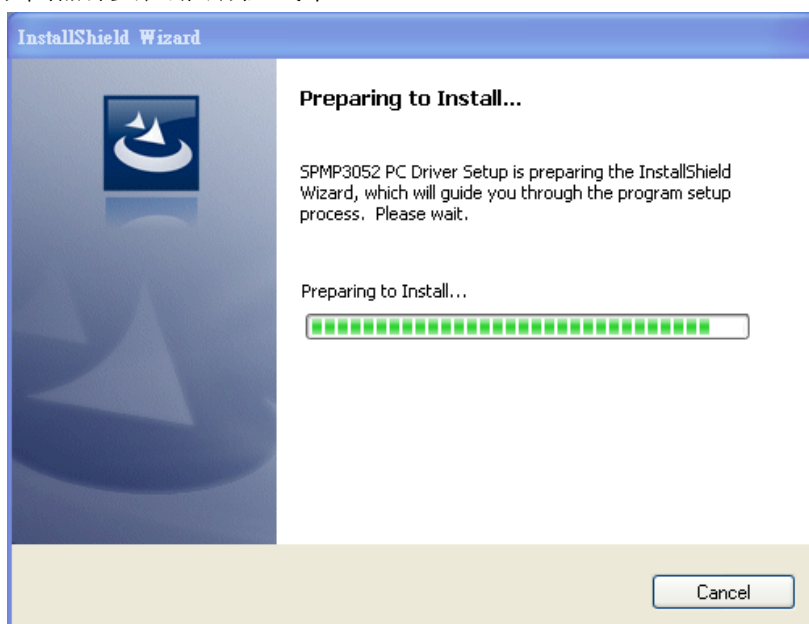 InstallShield Wizard
Preparing to Install...
SPMP3052 PC Driver Setup is preparing the InstallShield
Wizard, which will guide you through the program setup
process. Please wait.
Preparing to Install...
Cancel